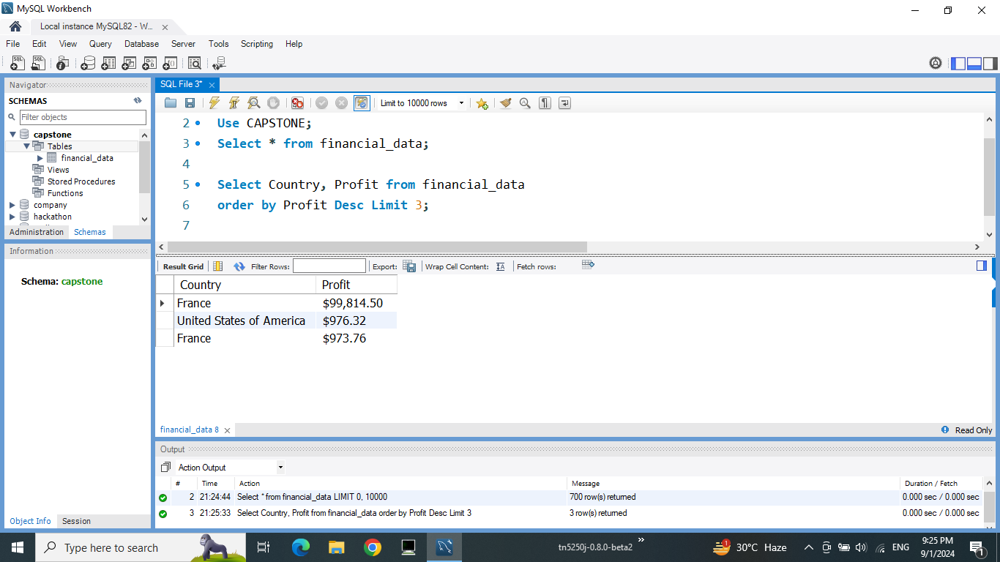 MySQL Workbench
Local instance MySQL82 - W...
File Edit View Query Database Server Tools Scripting Help
Navigator
SCHEMAS
Filter objects
capstone
Tables
financial_data
Views
Stored Procedures
Functions
company
hackathon
Administration Schemas
Information
Schema: capstone
Object Info Session
SQL File 3*
Limit to 10000 rows
2 Use CAPSTONE;
3 Select * from financial_data;
4
5 Select Country, Profit from financial_data
6 order by Profit Desc Limit 3;
7
Result Grid Filter Rows: Export: Wrap Cell Content: Fetch rows:
Country Profit
France $99,814.50
United States of America $976.32
France $973.76
financial_data 8 Read Only
Output
Action Output
# Time Action Message Duration / Fetch
2 21:24:44 Select * from financial_data LIMIT 0, 10000 700 row(s) returned 0.000 sec / 0.000 sec
3 21:25:33 Select Country, Profit from financial_data order by Profit Desc Limit 3 3 row(s) returned 0.000 sec / 0.000 sec
Type here to search
tn5250j-0.8.0-beta2
1 30°C Haze
ENG
9:25 PM
9/1/2024
1